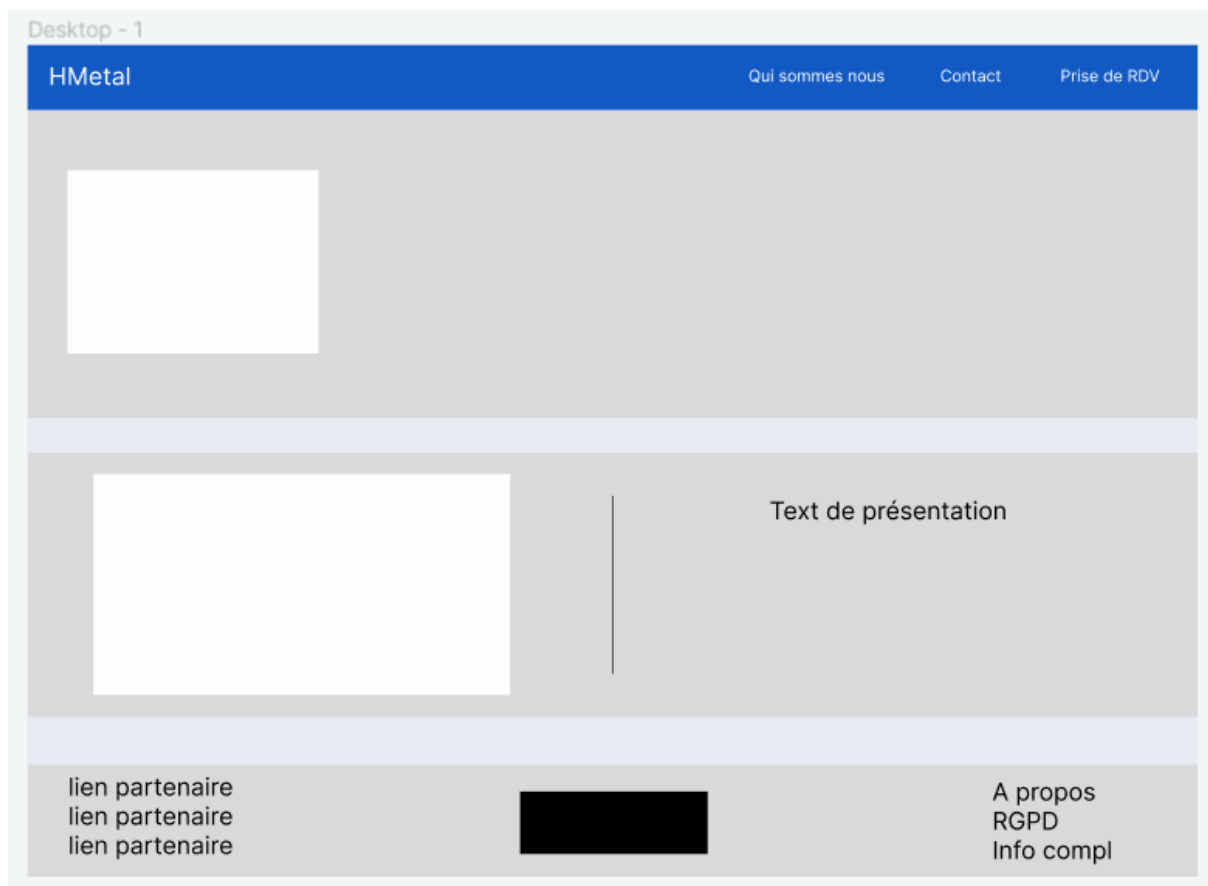 Desktop - 1
HMetal
Qui sommes nous
Contact
Prise de RDV
Text de présentation
lien partenaire
lien partenaire
lien partenaire
A propos
RGPD
Info compl